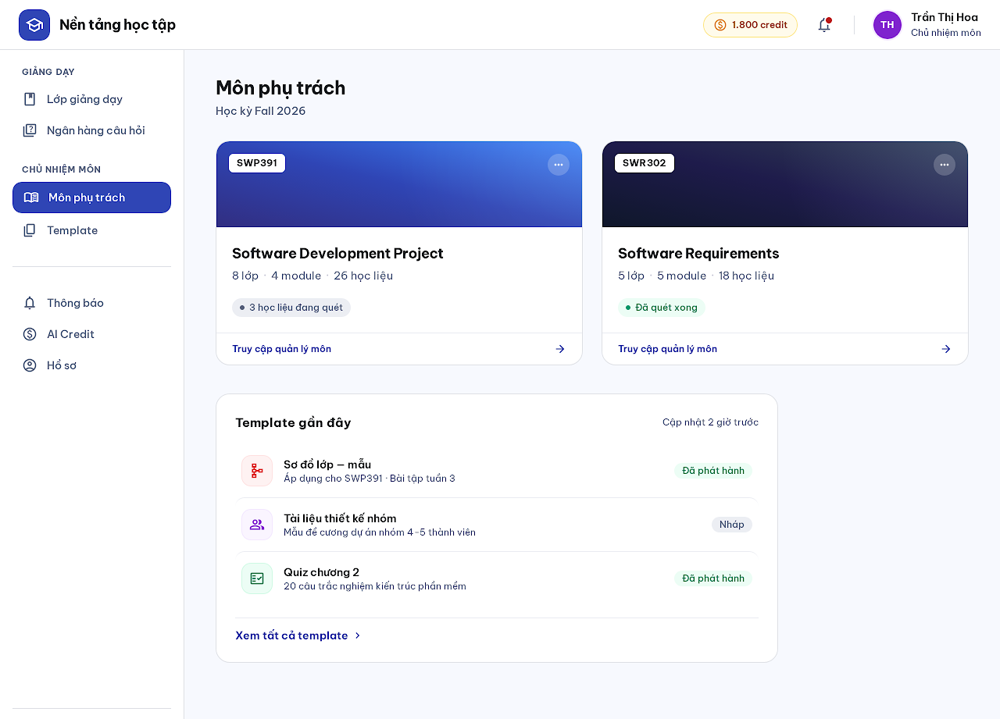 Nền tảng học tập
1.800 credit
TH
Trần Thị Hoa
Chủ nhiệm môn
GIẢNG DẠY
Lớp giảng dạy
Ngân hàng câu hỏi
CHỦ NHIỆM MÔN
Môn phụ trách
Template
Thông báo
AI Credit
Hồ sơ
Môn phụ trách
Học kỳ Fall 2026
SWP391
Software Development Project
8 lớp · 4 module · 26 học liệu
3 học liệu đang quét
Truy cập quản lý môn
SWR302
Software Requirements
5 lớp · 5 module · 18 học liệu
Đã quét xong
Truy cập quản lý môn
Template gần đây
Cập nhật 2 giờ trước
Sơ đồ lớp — mẫu
Áp dụng cho SWP391 · Bài tập tuần 3
Đã phát hành
Tài liệu thiết kế nhóm
Mẫu đề cương dự án nhóm 4–5 thành viên
Nháp
Quiz chương 2
20 câu trắc nghiệm kiến trúc phần mềm
Đã phát hành
Xem tất cả template